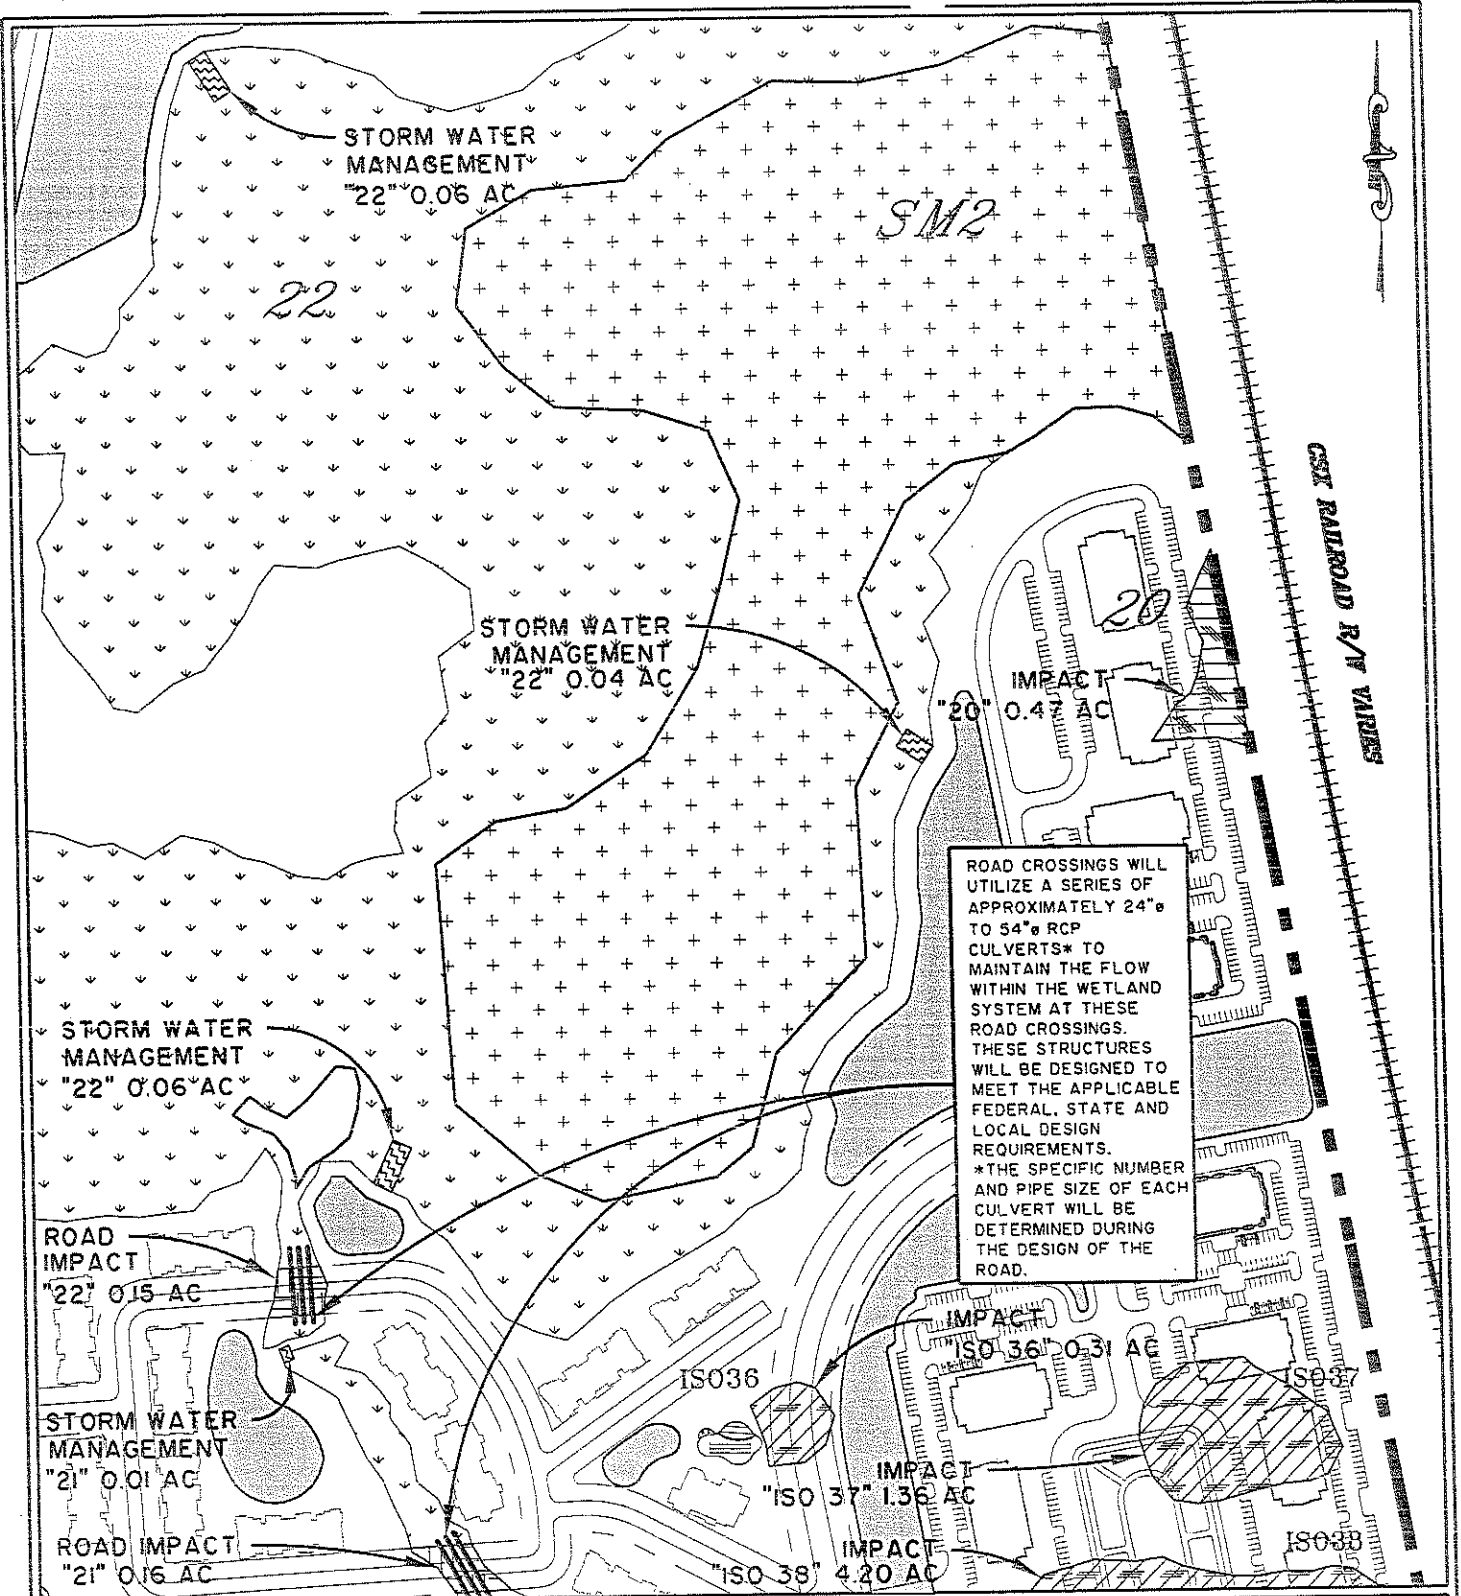 STORM WATER
MANAGEMENT
"22" 0.06 AC
SM2
22
CSX RAILROAD R/W VARIES
20
STORM WATER
MANAGEMENT
"22" 0.04 AC
IMPACT
"20" 0.47 AC
ROAD CROSSINGS WILL
UTILIZE A SERIES OF
APPROXIMATELY 24"ø
TO 54"ø RCP
CULVERTS* TO
MAINTAIN THE FLOW
WITHIN THE WETLAND
SYSTEM AT THESE
ROAD CROSSINGS.
THESE STRUCTURES
WILL BE DESIGNED TO
MEET THE APPLICABLE
FEDERAL, STATE AND
LOCAL DESIGN
REQUIREMENTS.
*THE SPECIFIC NUMBER
AND PIPE SIZE OF EACH
CULVERT WILL BE
DETERMINED DURING
THE DESIGN OF THE
ROAD.
STORM WATER
MANAGEMENT
"22" 0.06 AC
ROAD
IMPACT
"22" 0.15 AC
IMPACT
"ISO 36" 0.31 AC
ISO36
ISO37
STORM WATER
MANAGEMENT
"21" 0.01 AC
IMPACT
"ISO 37" 1.36 AC
ROAD IMPACT
"21" 0.16 AC
IMPACT
"ISO 38" 4.20 AC
ISO38